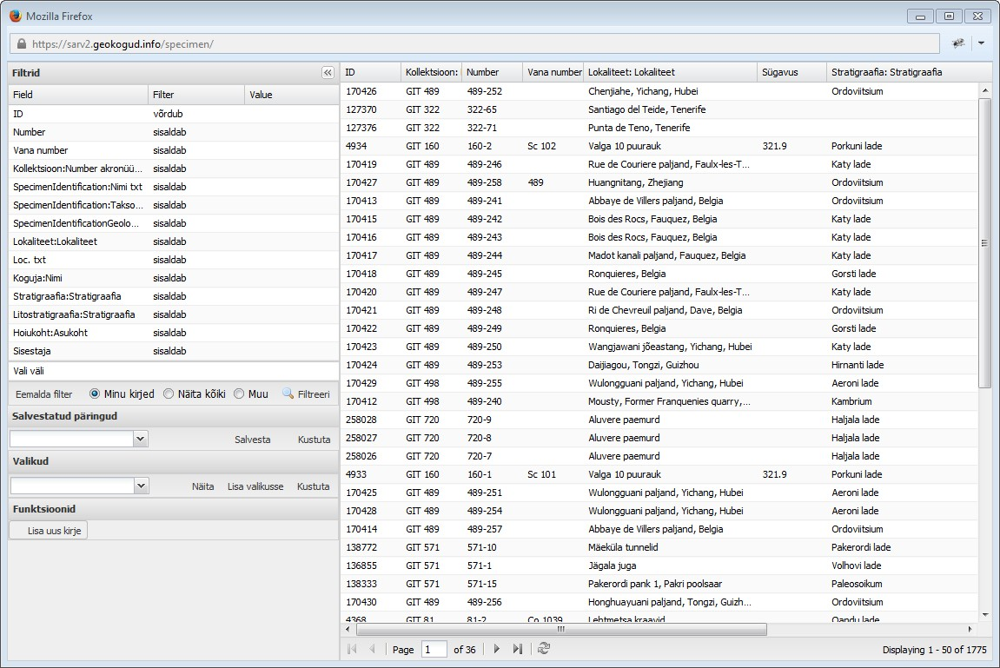 Mozilla Firefox
https://sarv2.geokogud.info/specimen/
Filtrid
Field Filter Value
ID võrdub
Number sisaldab
Vana number sisaldab
Kollektsioon:Number akronüü... sisaldab
SpecimenIdentification:Nimi txt sisaldab
SpecimenIdentification:Takso... sisaldab
SpecimenIdentificationGeolo... sisaldab
Lokaliteet:Lokaliteet sisaldab
Loc. txt sisaldab
Koguja:Nimi sisaldab
Stratigraafia:Stratigraafia sisaldab
Litostratigraafia:Stratigraafia sisaldab
Hoiukoht:Asukoht sisaldab
Sisestaja sisaldab
Vali väli
Eemalda filter Minu kirjed Näita kõiki Muu Filtreeri
Salvestatud päringud
Salvesta Kustuta
Valikud
Näita Lisa valikusse Kustuta
Funktsioonid
Lisa uus kirje
ID Kollektsioon: Number Vana number Lokaliteet: Lokaliteet Sügavus Stratigraafia: Stratigraafia
170426 GIT 489 489-252 Chenjiahe, Yichang, Hubei Ordoviitsium
127370 GIT 322 322-65 Santiago del Teide, Tenerife
127376 GIT 322 322-71 Punta de Teno, Tenerife
4934 GIT 160 160-2 Sc 102 Valga 10 puurauk 321.9 Porkuni lade
170419 GIT 489 489-246 Rue de Couriere paljand, Faulx-les-T... Katy lade
170427 GIT 489 489-258 489 Huangnitang, Zhejiang Ordoviitsium
170413 GIT 489 489-241 Abbaye de Villers paljand, Belgia Ordoviitsium
170415 GIT 489 489-242 Bois des Rocs, Fauquez, Belgia Katy lade
170416 GIT 489 489-243 Bois des Rocs, Fauquez, Belgia Katy lade
170417 GIT 489 489-244 Madot kanali paljand, Fauquez, Belgia Katy lade
170418 GIT 489 489-245 Ronquieres, Belgia Gorsti lade
170420 GIT 489 489-247 Rue de Couriere paljand, Faulx-les-T... Katy lade
170421 GIT 489 489-248 Ri de Chevreuil paljand, Dave, Belgia Ordoviitsium
170422 GIT 489 489-249 Ronquieres, Belgia Gorsti lade
170423 GIT 489 489-250 Wangjawani jõeastang, Yichang, Hubei Katy lade
170424 GIT 489 489-253 Daijiagou, Tongzi, Guizhou Hirnanti lade
170429 GIT 498 489-255 Wulongguani paljand, Yichang, Hubei Aeroni lade
170412 GIT 498 489-240 Mousty, Former Franquenies quarry,... Kambrium
258028 GIT 720 720-9 Aluvere paemurd Haljala lade
258027 GIT 720 720-8 Aluvere paemurd Haljala lade
258026 GIT 720 720-7 Aluvere paemurd Haljala lade
4933 GIT 160 160-1 Sc 101 Valga 10 puurauk 321.9 Porkuni lade
170425 GIT 489 489-251 Wulongguani paljand, Yichang, Hubei Aeroni lade
170428 GIT 489 489-254 Wulongguani paljand, Yichang, Hubei Aeroni lade
170414 GIT 489 489-257 Abbaye de Villers paljand, Belgia Ordoviitsium
138772 GIT 571 571-10 Mäeküla tunnelid Pakerordi lade
136855 GIT 571 571-1 Jägala juga Volhovi lade
138333 GIT 571 571-15 Pakerordi pank 1, Pakri poolsaar Paleosoikum
170430 GIT 489 489-256 Honghuayuani paljand, Tongzi, Guizh... Ordoviitsium
4368 GIT 81 81-2 Co 1039 Lehtmetsa kraavid Oandu lade
Page 1 of 36 Displaying 1 - 50 of 1775